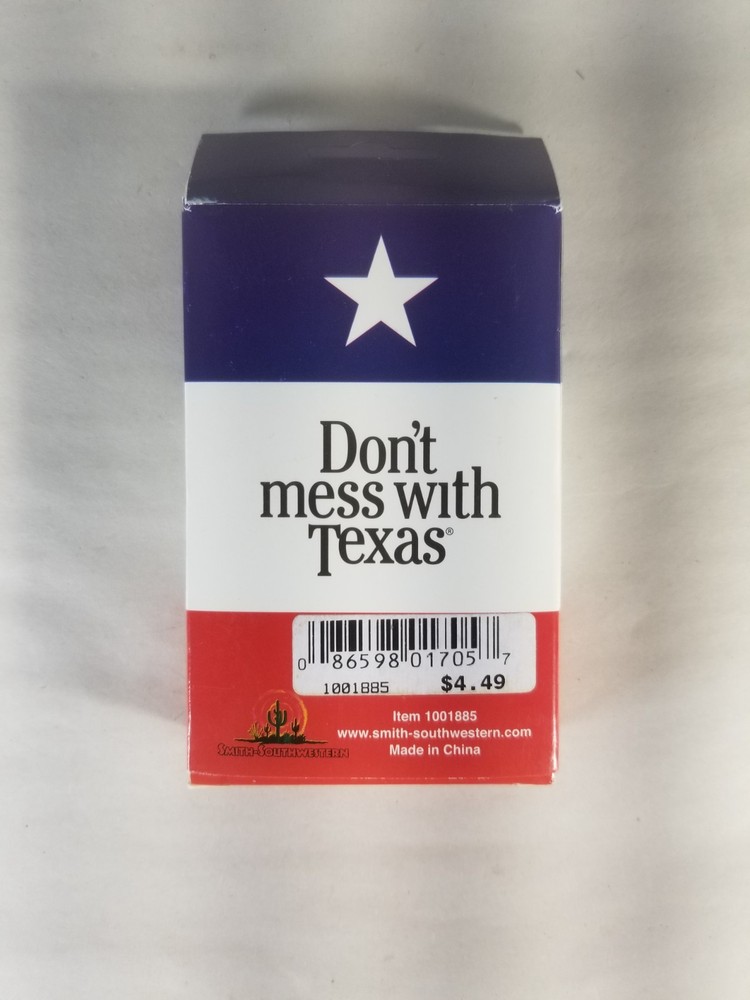 Don't
mess with
Texas®
0 86598 01705 7
1001885 $4.49
Item 1001885
www.smith-southwestern.com
Made in China
SMITH-SOUTHWESTERN